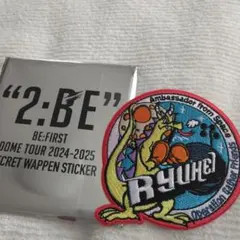 "2:BE"
BE:FIRST
DOME TOUR 2024-2025
SECRET WAPPEN STICKER
Ambassador from Space
RYUHEI